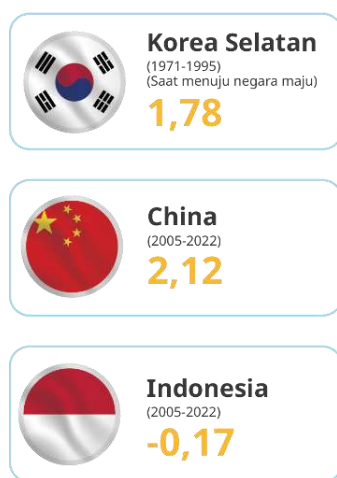 Korea Selatan
(1971-1995)
(Saat menuju negara maju)
1,78
China
(2005-2022)
2,12
Indonesia
(2005-2022)
-0,17